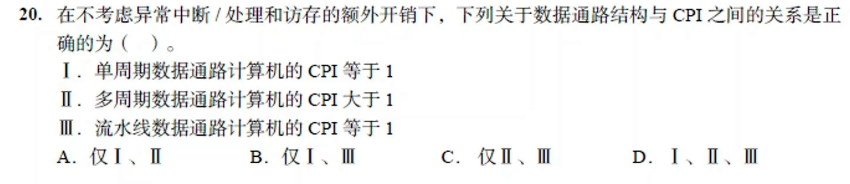 20. 在不考虑异常中断 / 处理和访存的额外开销下，下列关于数据通路结构与 CPI 之间的关系是正
确的为（ ）。
Ⅰ．单周期数据通路计算机的 CPI 等于 1
Ⅱ．多周期数据通路计算机的 CPI 大于 1
Ⅲ．流水线数据通路计算机的 CPI 等于 1
A．仅Ⅰ、Ⅱ B．仅Ⅰ、Ⅲ C．仅Ⅱ、Ⅲ D．Ⅰ、Ⅱ、Ⅲ